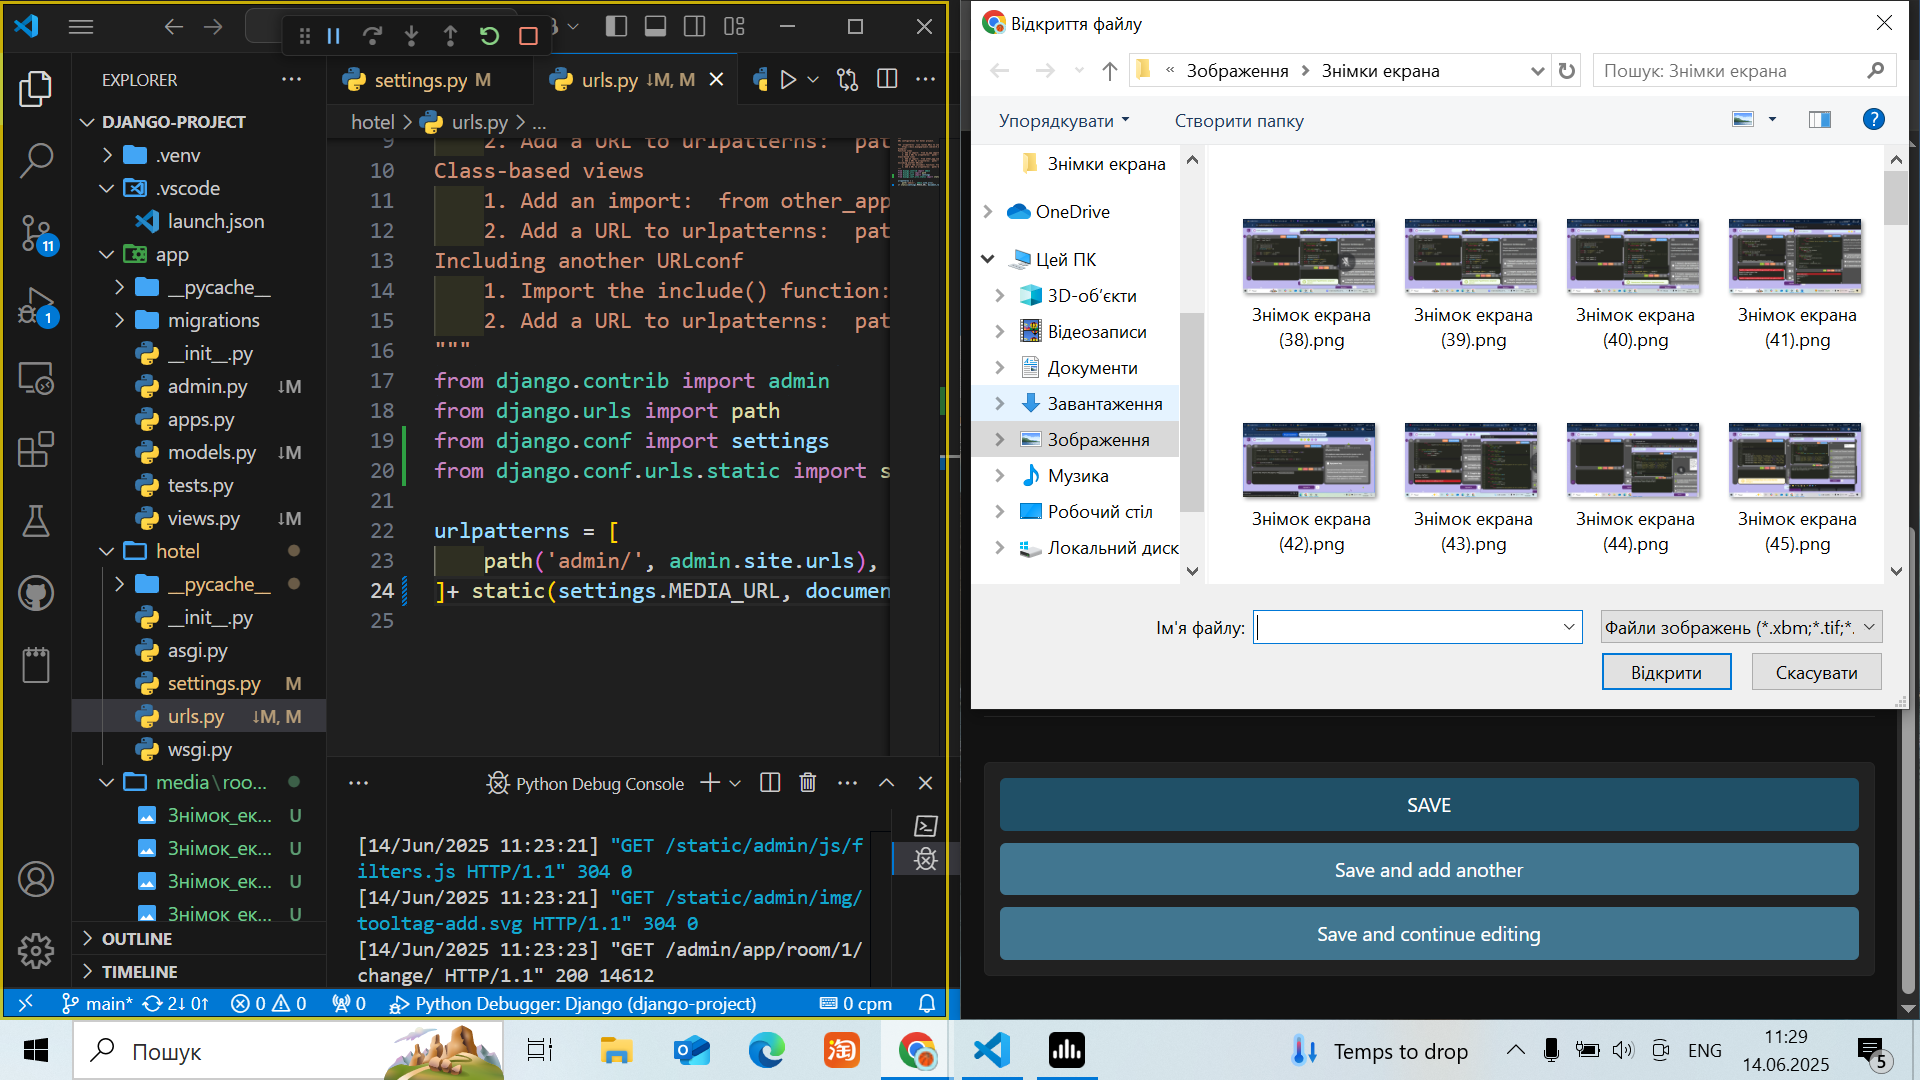 EXPLORER
DJANGO-PROJECT
.venv
.vscode
launch.json
app
__pycache__
migrations
__init__.py
admin.py ↓M
apps.py
models.py ↓M
tests.py
views.py ↓M
hotel
__pycache__
__init__.py
asgi.py
settings.py M
urls.py ↓M, M
wsgi.py
media\roo...
Знімок_ек... U
Знімок_ек... U
Знімок_ек... U
Знімок_ек... U
OUTLINE
TIMELINE
11
1
settings.py M
urls.py ↓M, M
hotel > urls.py > ...
9 2. Add a URL to urlpatterns: pat
10 Class-based views
11 1. Add an import: from other_app
12 2. Add a URL to urlpatterns: pat
13 Including another URLconf
14 1. Import the include() function:
15 2. Add a URL to urlpatterns: pat
16 """
17 from django.contrib import admin
18 from django.urls import path
19 from django.conf import settings
20 from django.conf.urls.static import s
21
22 urlpatterns = [
23 path('admin/', admin.site.urls),
24 ]+ static(settings.MEDIA_URL, documen
25
Python Debug Console
[14/Jun/2025 11:23:21] "GET /static/admin/js/f
ilters.js HTTP/1.1" 304 0
[14/Jun/2025 11:23:21] "GET /static/admin/img/
tooltag-add.svg HTTP/1.1" 304 0
[14/Jun/2025 11:23:23] "GET /admin/app/room/1/
change/ HTTP/1.1" 200 14612
main* 2↓ 0↑ 0 0 0 Python Debugger: Django (django-project) 0 cpm
Відкриття файлу
« Зображення > Знімки екрана
Пошук: Знімки екрана
Упорядкувати
Створити папку
Знімки екрана
OneDrive
Цей ПК
3D-об’єкти
Відеозаписи
Документи
Завантаження
Зображення
Музика
Робочий стіл
Локальний диск
Знімок екрана (38).png
Знімок екрана (39).png
Знімок екрана (40).png
Знімок екрана (41).png
Знімок екрана (42).png
Знімок екрана (43).png
Знімок екрана (44).png
Знімок екрана (45).png
Ім'я файлу:
Файли зображень (*.xbm;*.tif;*.
Відкрити
Скасувати
SAVE
Save and add another
Save and continue editing
Пошук
Temps to drop
ENG
11:29
14.06.2025
5